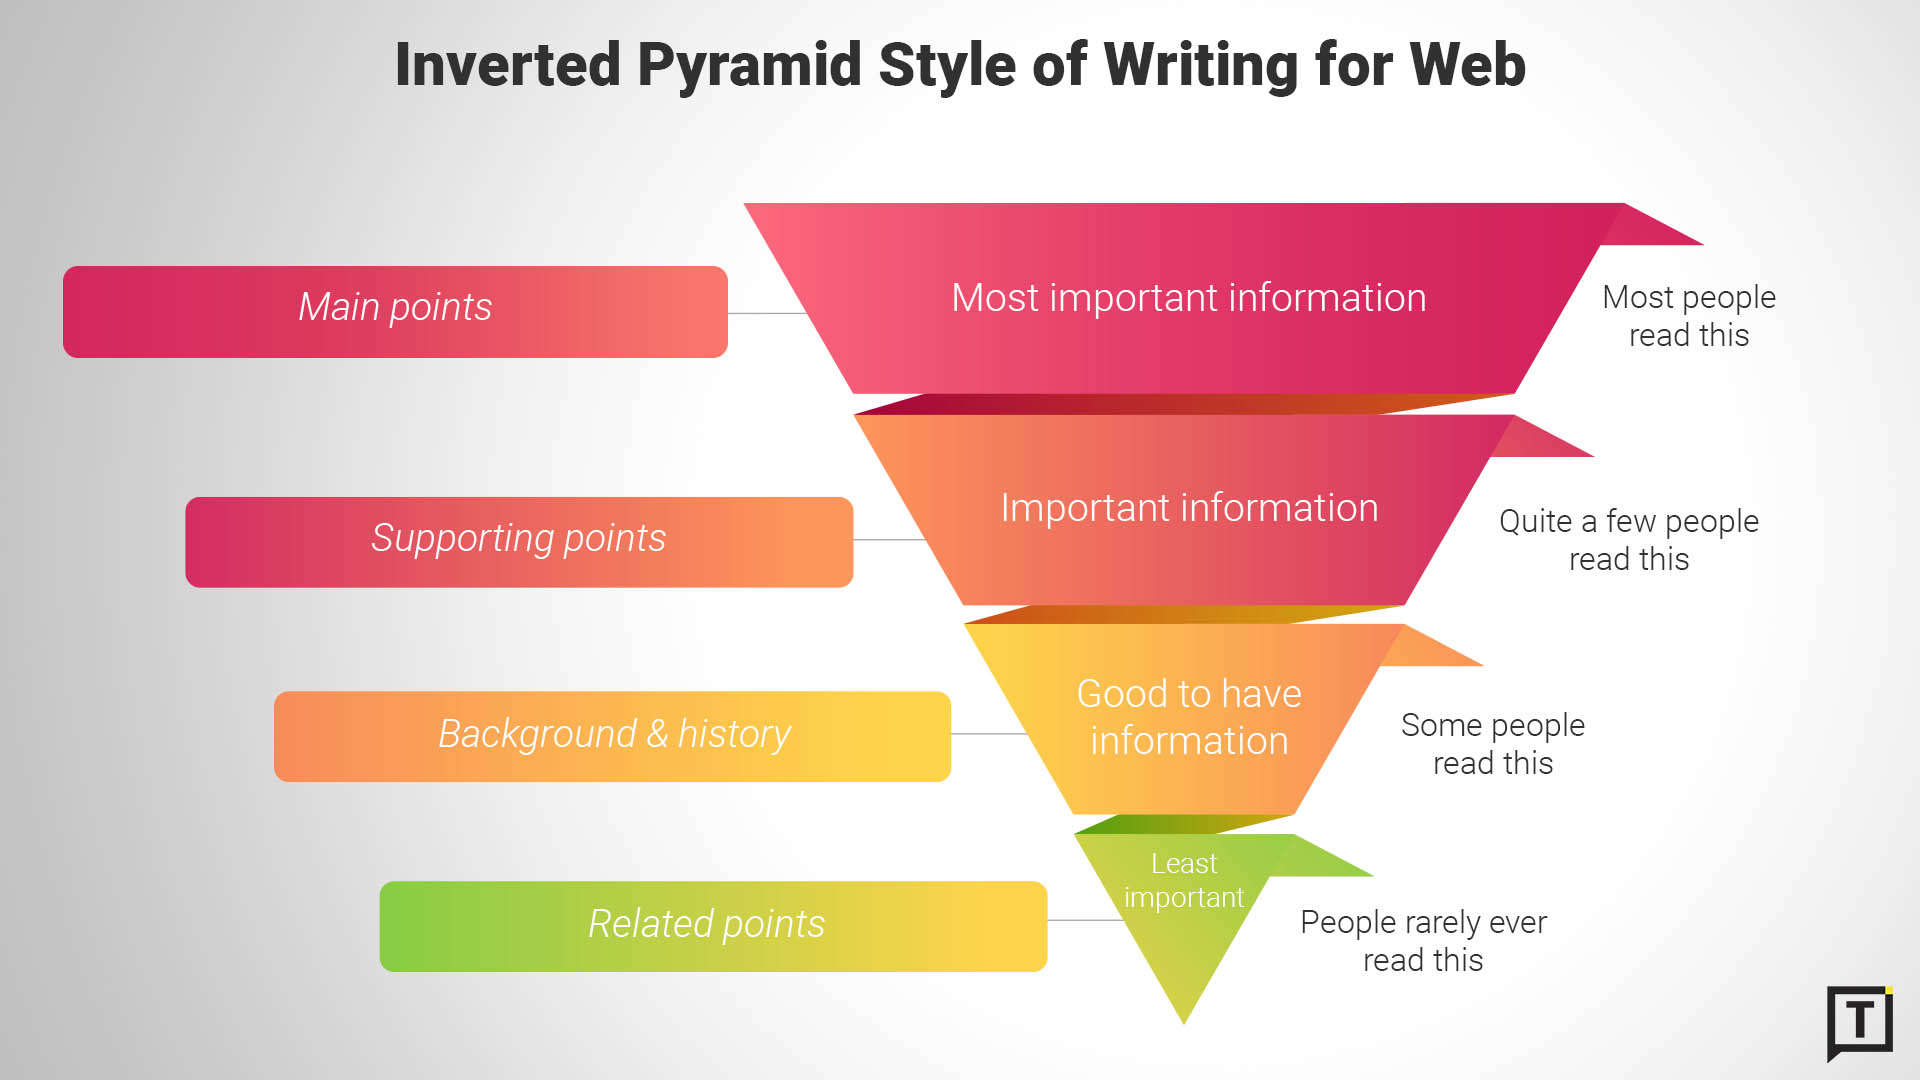 Inverted Pyramid Style of Writing for Web
Main points
Most important information
Most people
read this
Supporting points
Important information
Quite a few people
read this
Background & history
Good to have
information
Some people
read this
Related points
Least
important
People rarely ever
read this
T